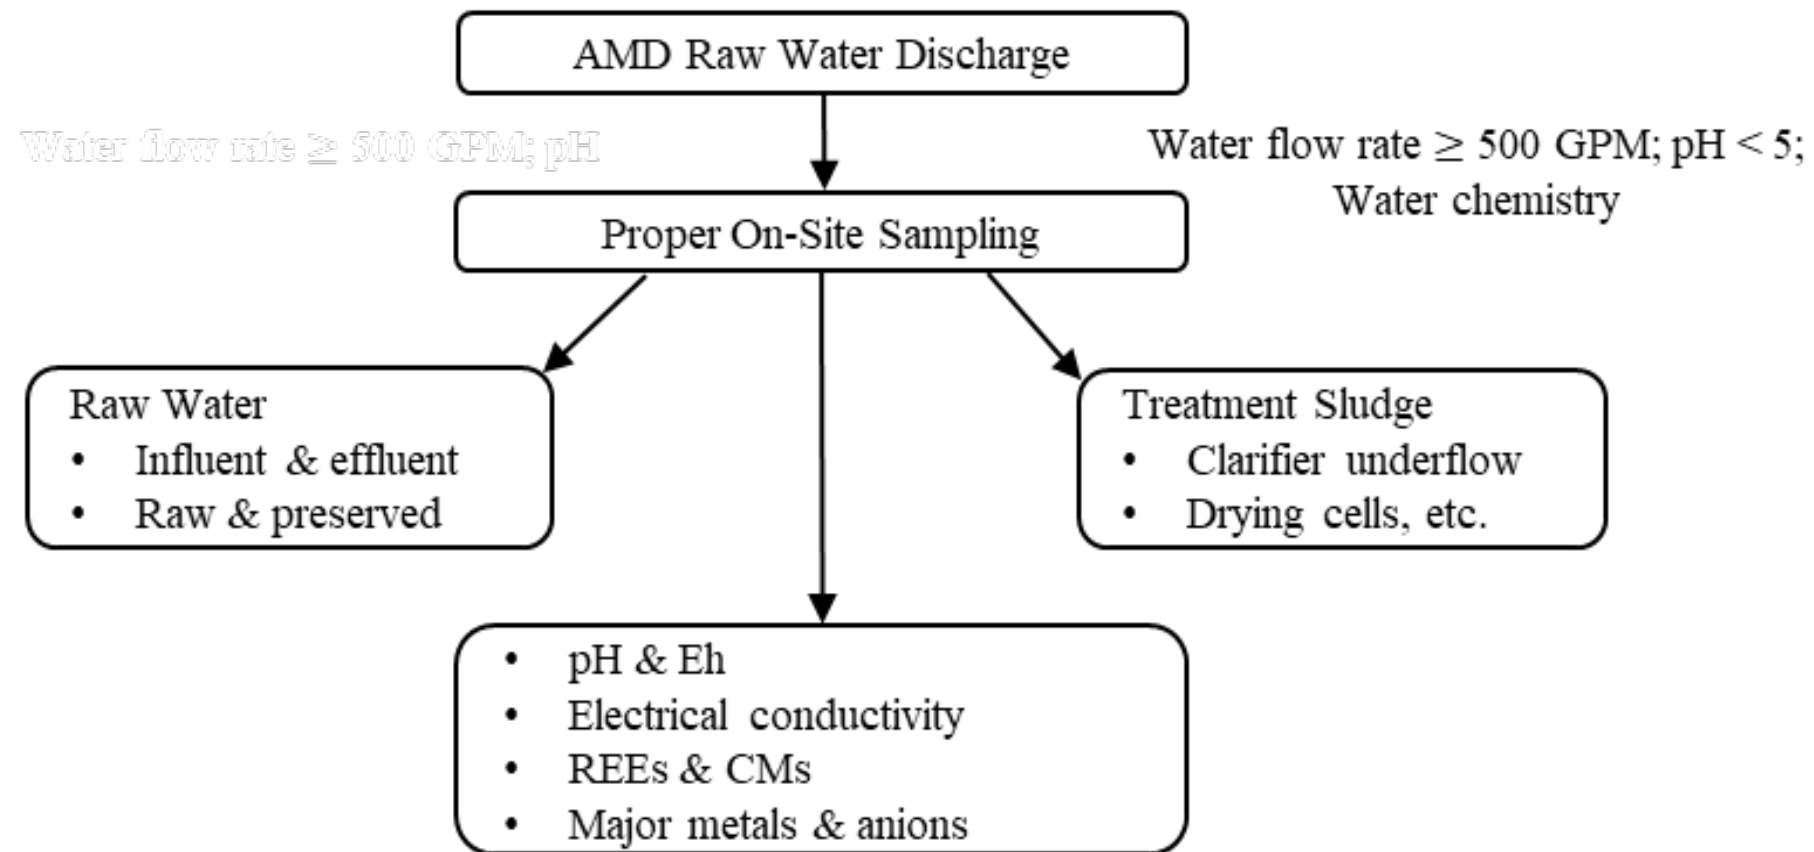 AMD Raw Water Discharge
Water flow rate ≥ 500 GPM; pH
Water flow rate ≥ 500 GPM; pH < 5;
Water chemistry
Proper On-Site Sampling
Raw Water
• Influent & effluent
• Raw & preserved
Treatment Sludge
• Clarifier underflow
• Drying cells, etc.
• pH & Eh
• Electrical conductivity
• REEs & CMs
• Major metals & anions